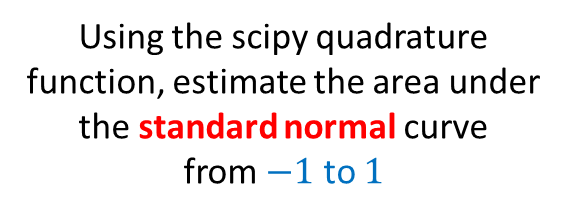 Using the scipy quadrature
function, estimate the area under
the standard normal curve
from −1 to 1